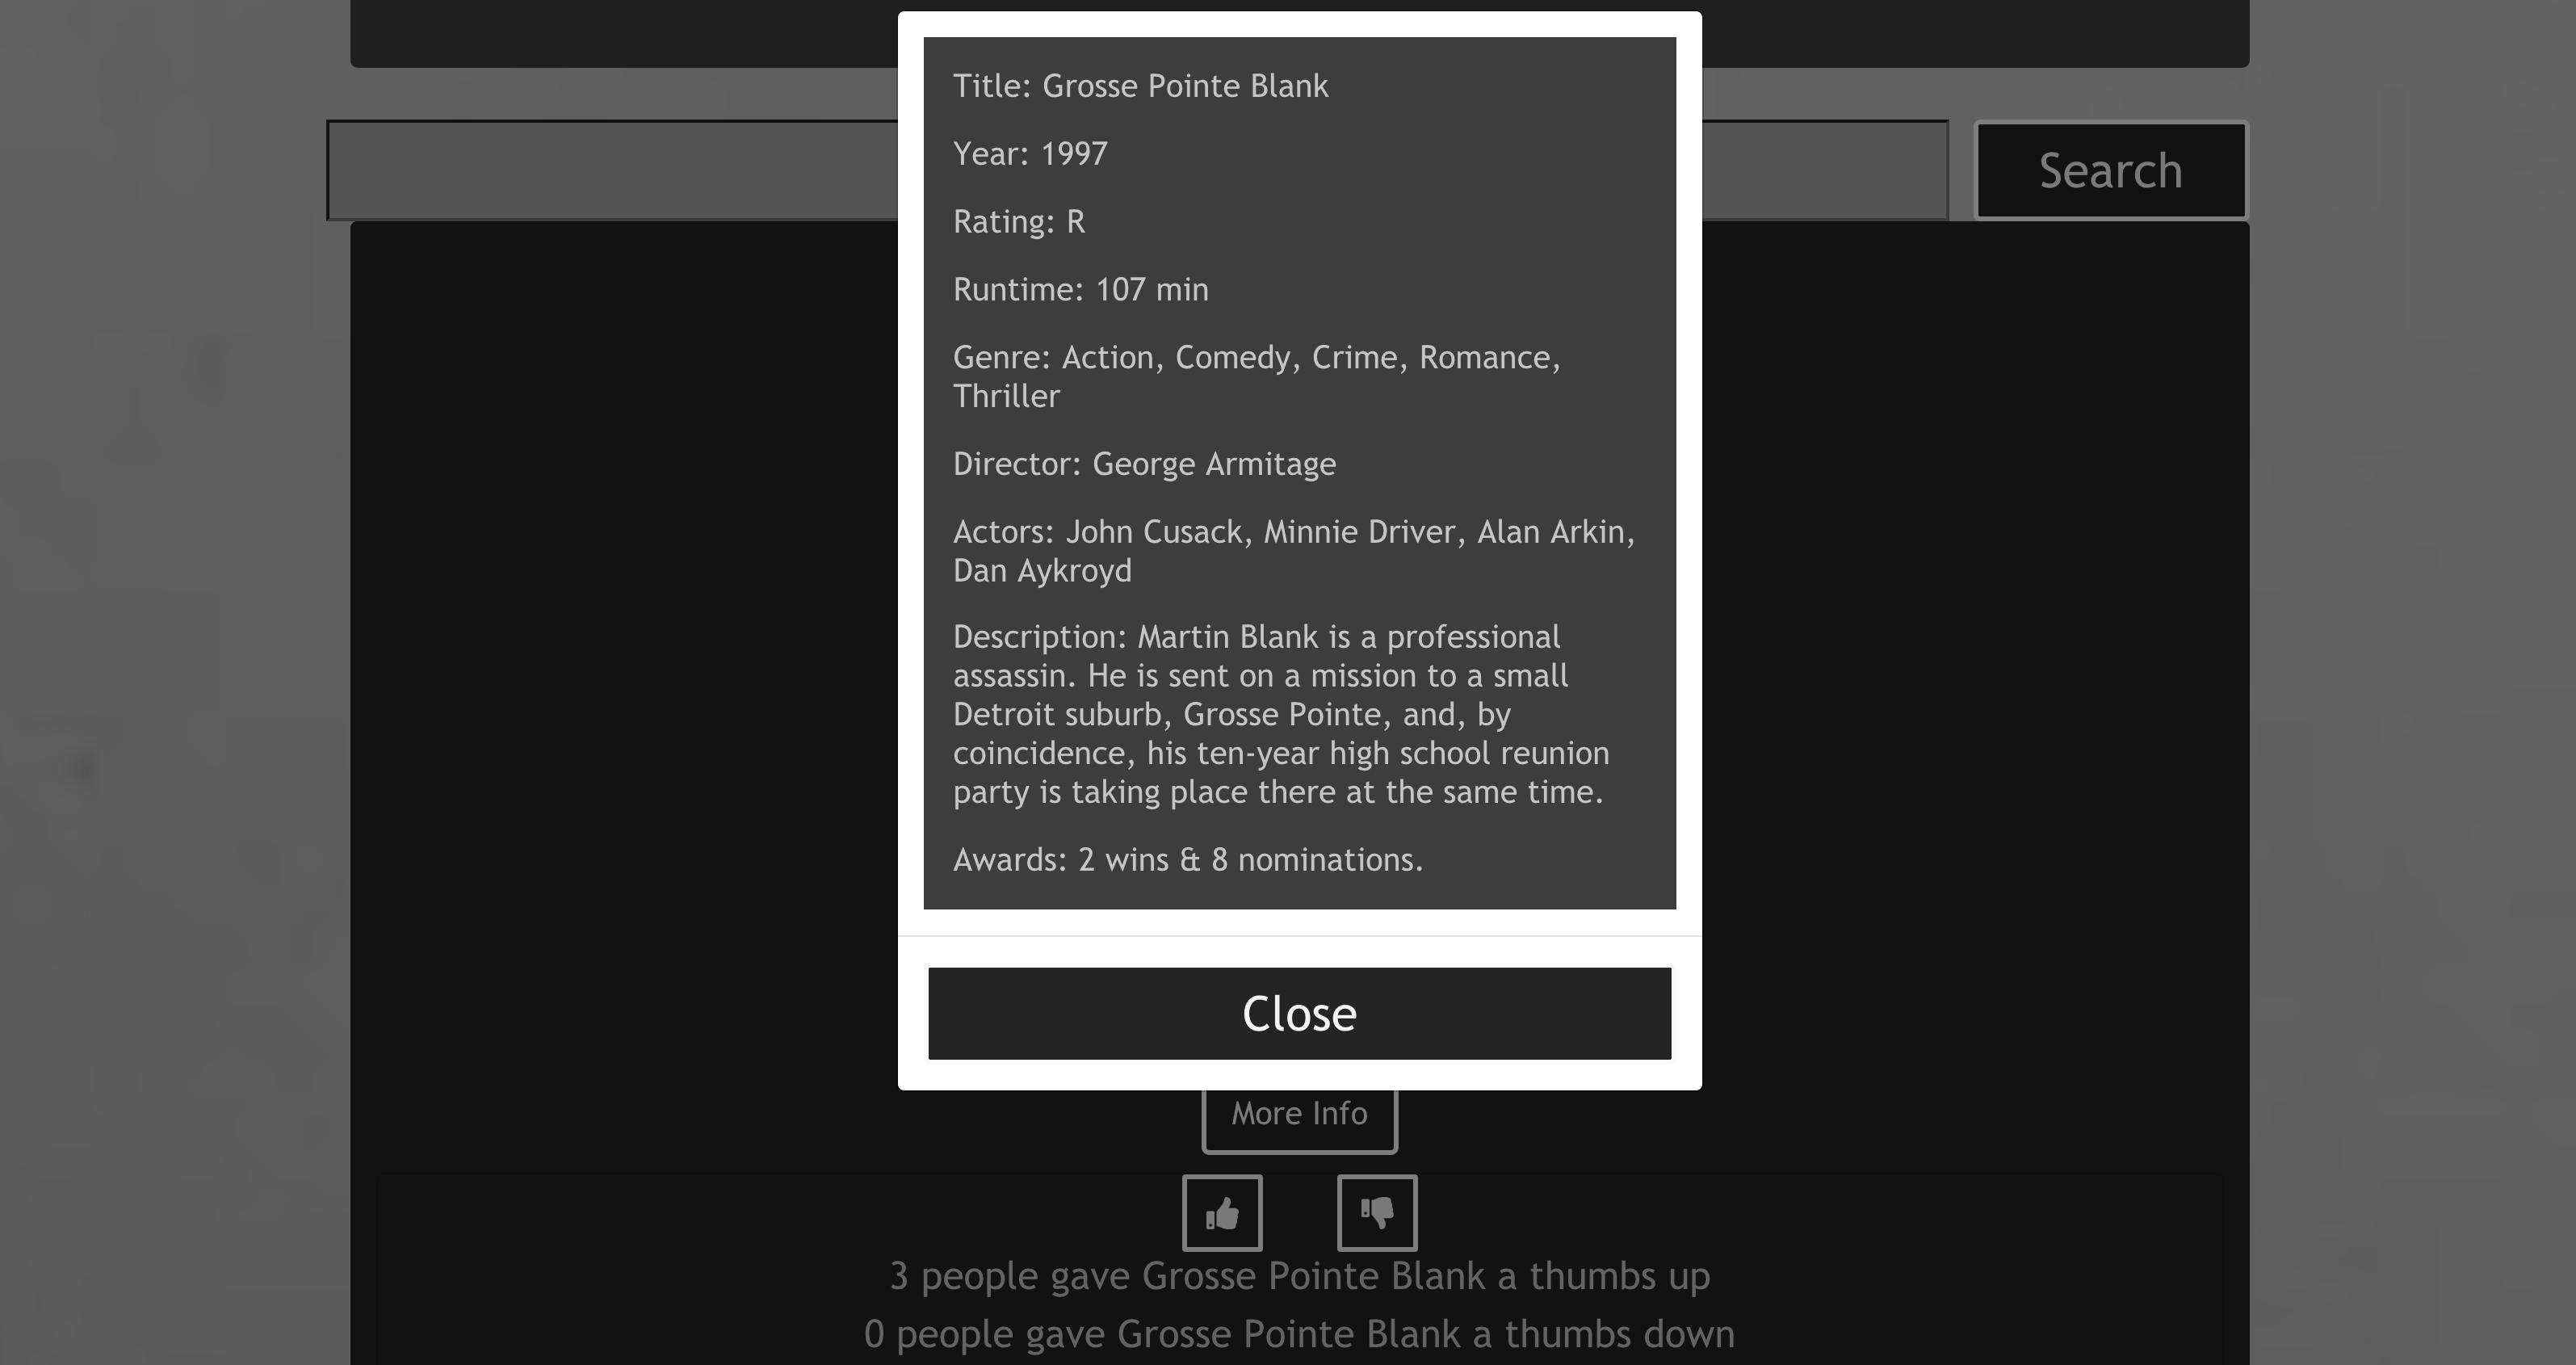 Title: Grosse Pointe Blank
Year: 1997
Search
Rating: R
Runtime: 107 min
Genre: Action, Comedy, Crime, Romance,
Thriller
Director: George Armitage
Actors: John Cusack, Minnie Driver, Alan Arkin,
Dan Aykroyd
Description: Martin Blank is a professional
assassin. He is sent on a mission to a small
Detroit suburb, Grosse Pointe, and, by
coincidence, his ten-year high school reunion
party is taking place there at the same time.
Awards: 2 wins & 8 nominations.
Close
More Info
3 people gave Grosse Pointe Blank a thumbs up
0 people gave Grosse Pointe Blank a thumbs down